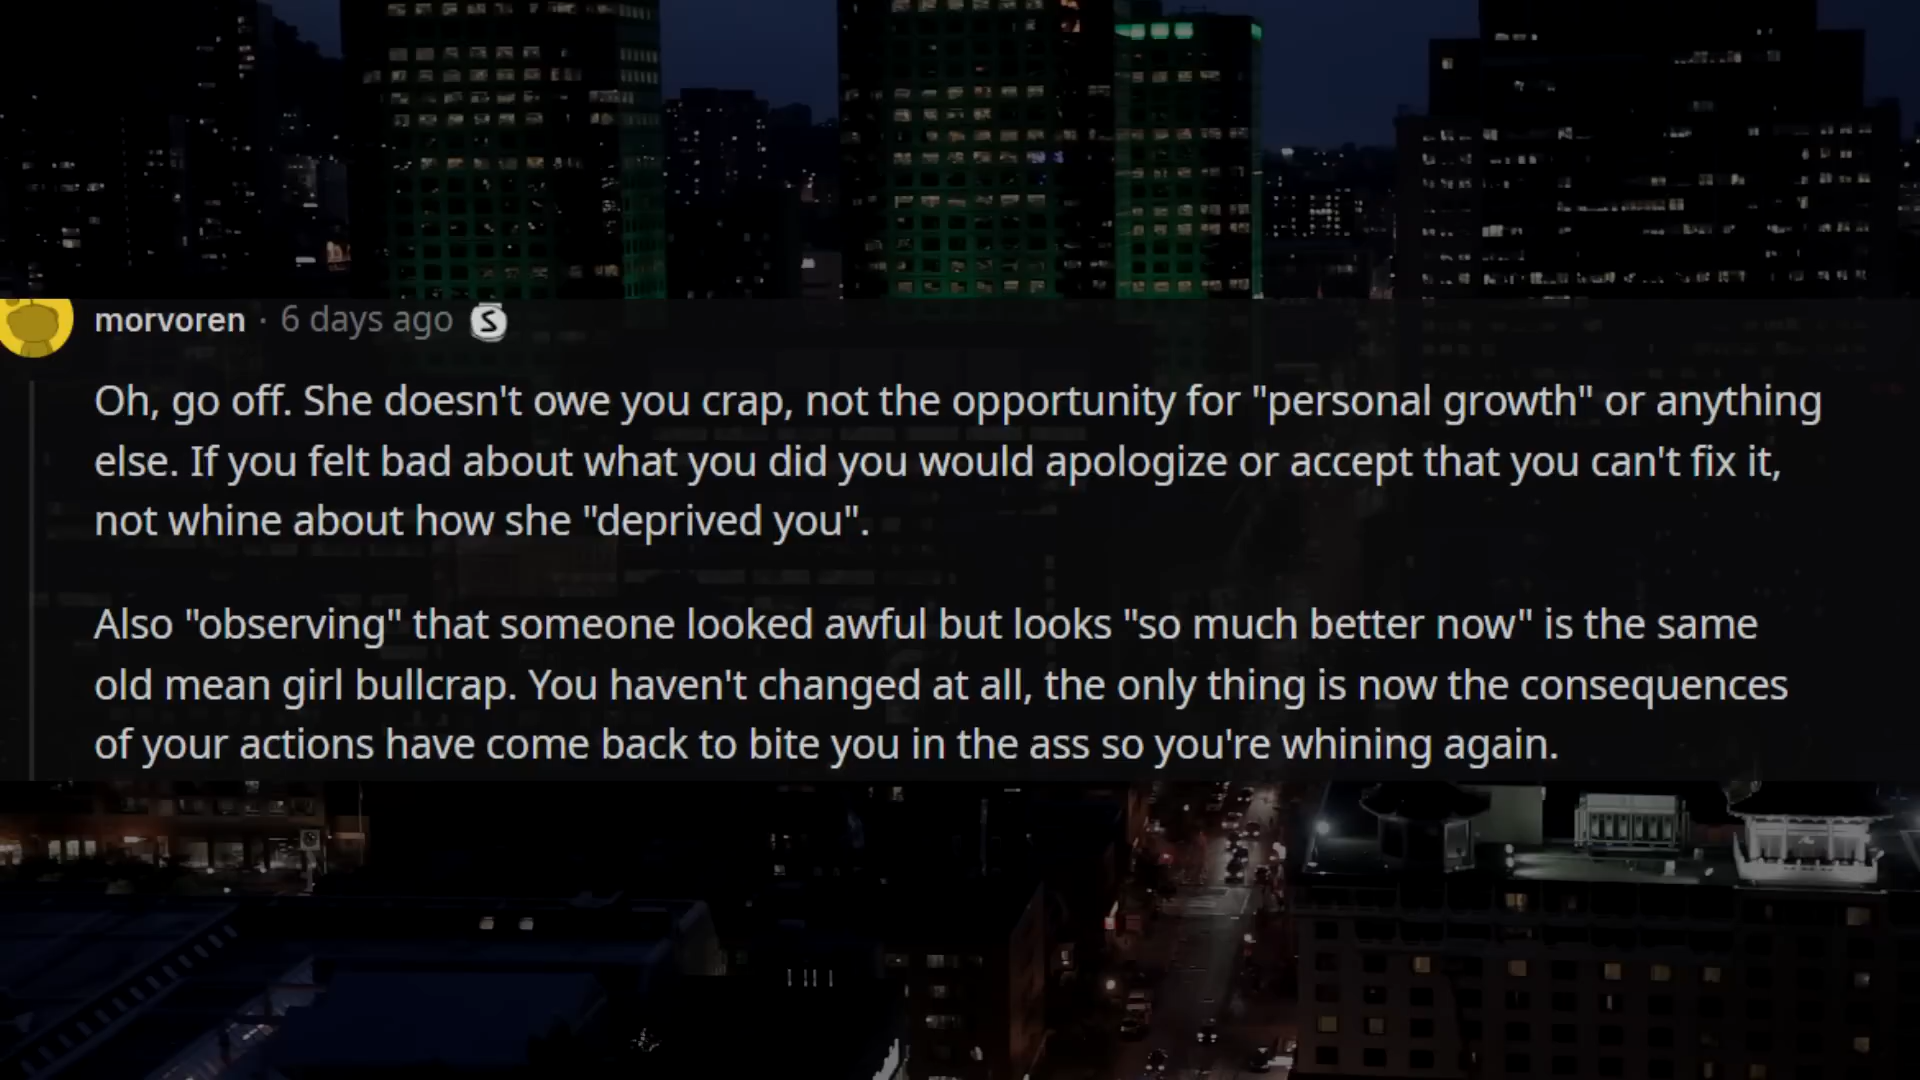 morvoren · 6 days ago S
Oh, go off. She doesn't owe you crap, not the opportunity for "personal growth" or anything
else. If you felt bad about what you did you would apologize or accept that you can't fix it,
not whine about how she "deprived you".
Also "observing" that someone looked awful but looks "so much better now" is the same
old mean girl bullcrap. You haven't changed at all, the only thing is now the consequences
of your actions have come back to bite you in the ass so you're whining again.